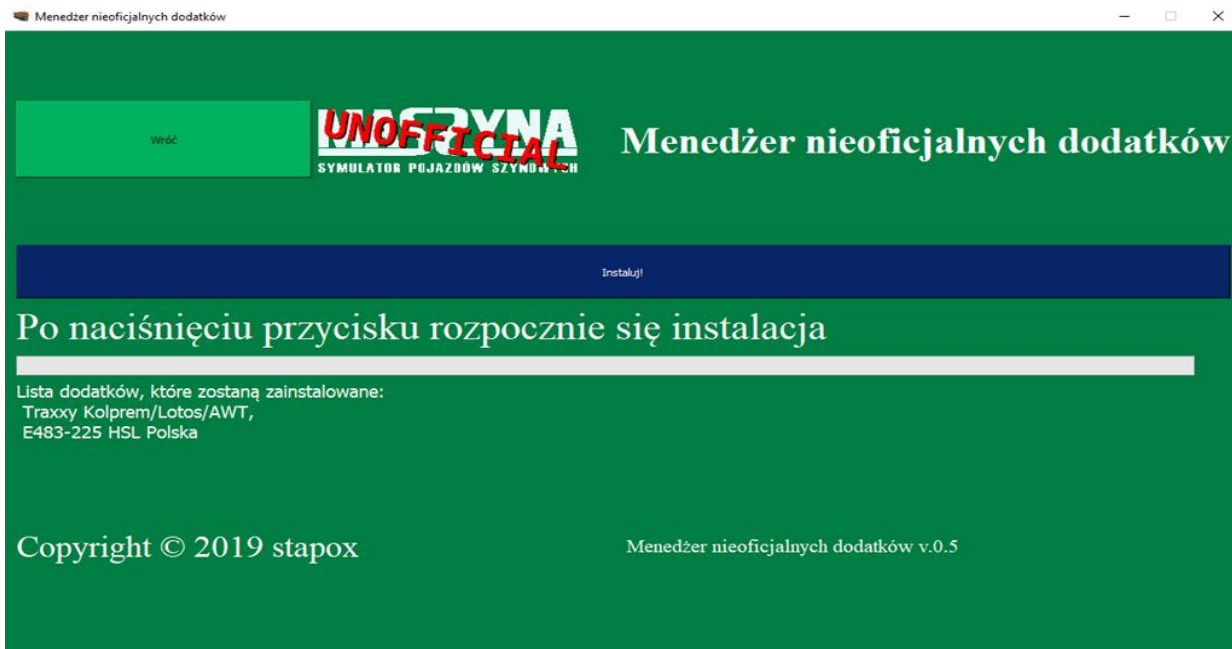 Menedżer nieoficjalnych dodatków
Wróć
UNOFFICIAL
SYMULATOR POJAZDÓW SZYNOWYCH
Menedżer nieoficjalnych dodatków
Instaluj!
Po naciśnięciu przycisku rozpocznie się instalacja
Lista dodatków, które zostaną zainstalowane:
Traxxy Kolprem/Lotos/AWT,
E483-225 HSL Polska
Copyright © 2019 stapox
Menedżer nieoficjalnych dodatków v.0.5